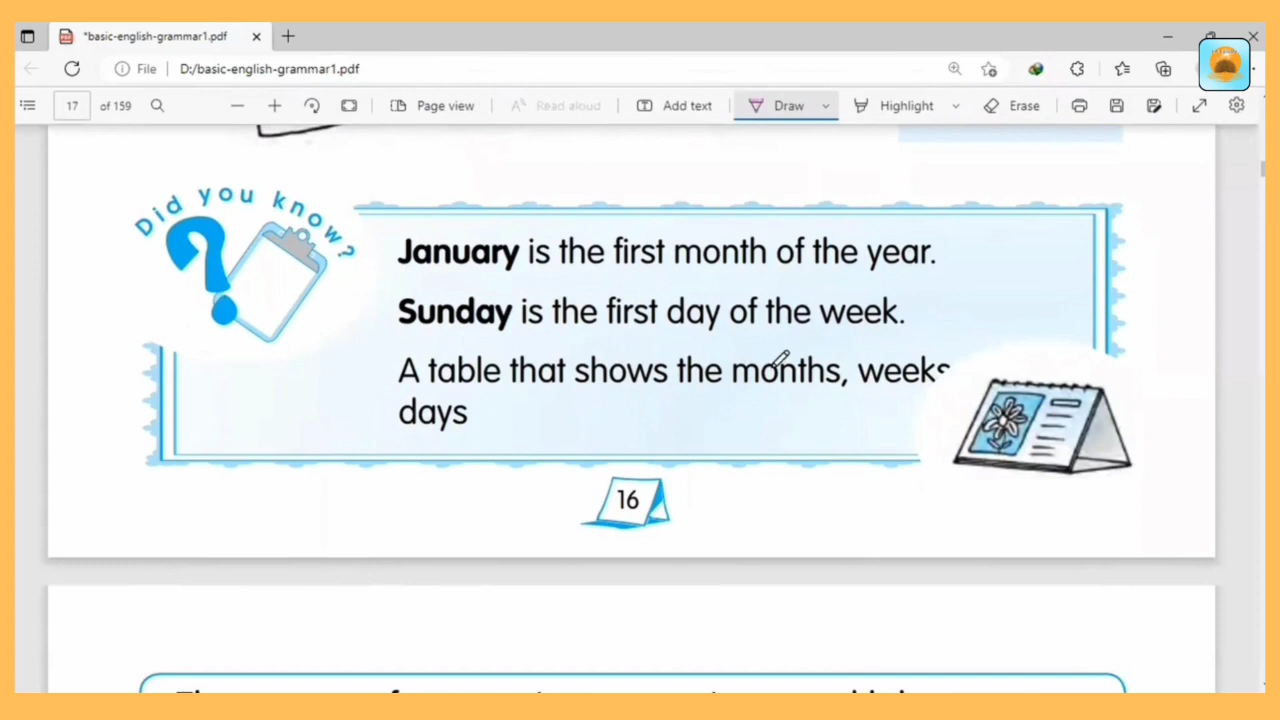 *basic-english-grammar1.pdf
File D:/basic-english-grammar1.pdf
17 of 159 Page view Read aloud Add text Draw Highlight Erase
Did you know?
January is the first month of the year.
Sunday is the first day of the week.
A table that shows the months, weeks
days
16